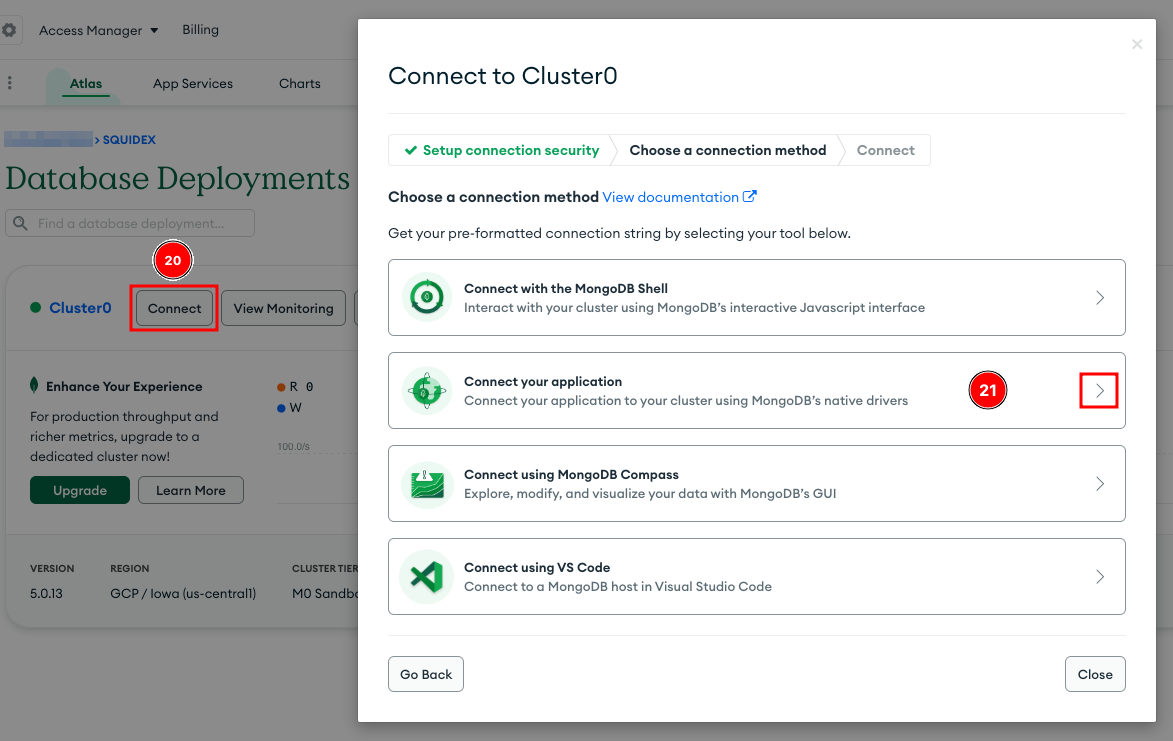 Access Manager
Billing
Atlas
App Services
Charts
> SQUIDEX
Database Deployments
Find a database deployment...
20
Cluster0
Connect
View Monitoring
Enhance Your Experience
For production throughput and
richer metrics, upgrade to a
dedicated cluster now!
Upgrade
Learn More
R 0
W
100.0/s
VERSION
REGION
CLUSTER TIER
5.0.13
GCP / Iowa (us-central1)
M0 Sandbo
Connect to Cluster0
Setup connection security
Choose a connection method
Connect
Choose a connection method View documentation
Get your pre-formatted connection string by selecting your tool below.
Connect with the MongoDB Shell
Interact with your cluster using MongoDB's interactive Javascript interface
Connect your application
Connect your application to your cluster using MongoDB's native drivers
21
Connect using MongoDB Compass
Explore, modify, and visualize your data with MongoDB's GUI
Connect using VS Code
Connect to a MongoDB host in Visual Studio Code
Go Back
Close